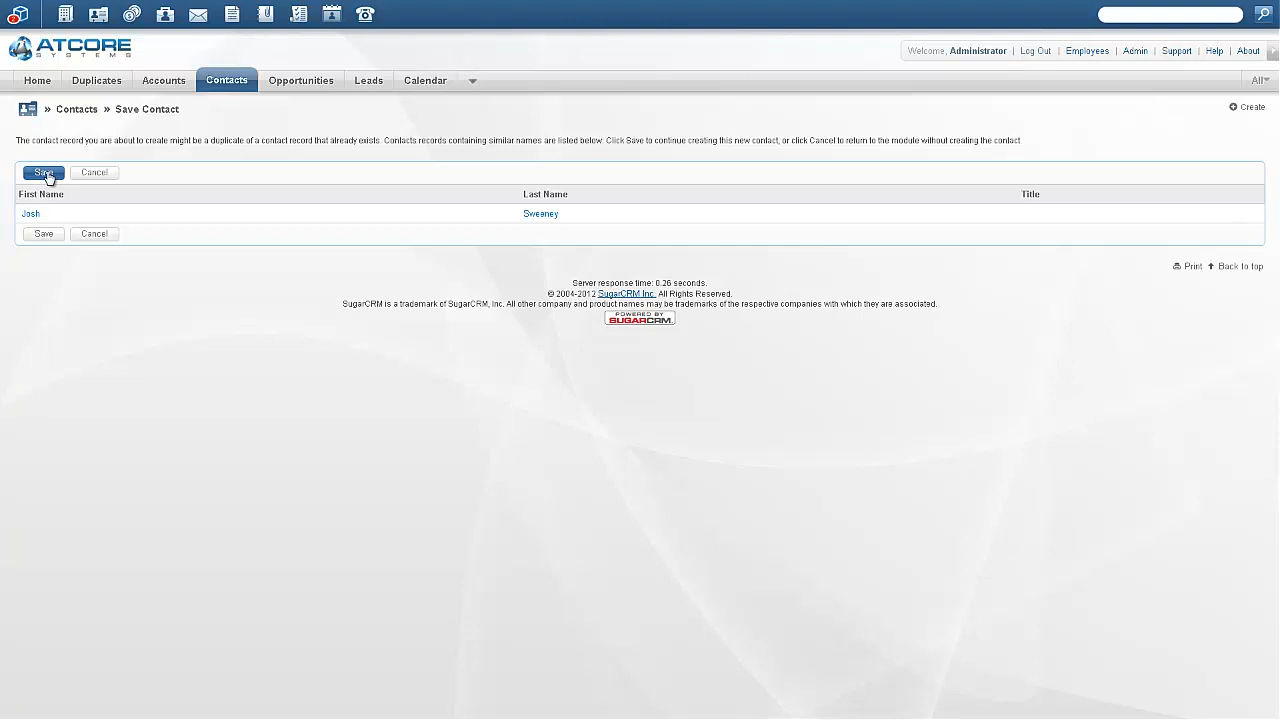 2
ATCORE
SYSTEMS
Welcome, Administrator | Log Out | Employees | Admin | Support | Help | About
Home Duplicates Accounts Contacts Opportunities Leads Calendar All
» Contacts » Save Contact
Create
The contact record you are about to create might be a duplicate of a contact record that already exists. Contacts records containing similar names are listed below. Click Save to continue creating this new contact, or click Cancel to return to the module without creating the contact
Save Cancel
First Name Last Name Title
Josh Sweeney
Save Cancel
Print Back to top
Server response time: 0.26 seconds.
© 2004-2012 SugarCRM Inc. All Rights Reserved.
SugarCRM is a trademark of SugarCRM, Inc. All other company and product names may be trademarks of the respective companies with which they are associated.
POWERED BY
SUGARCRM.